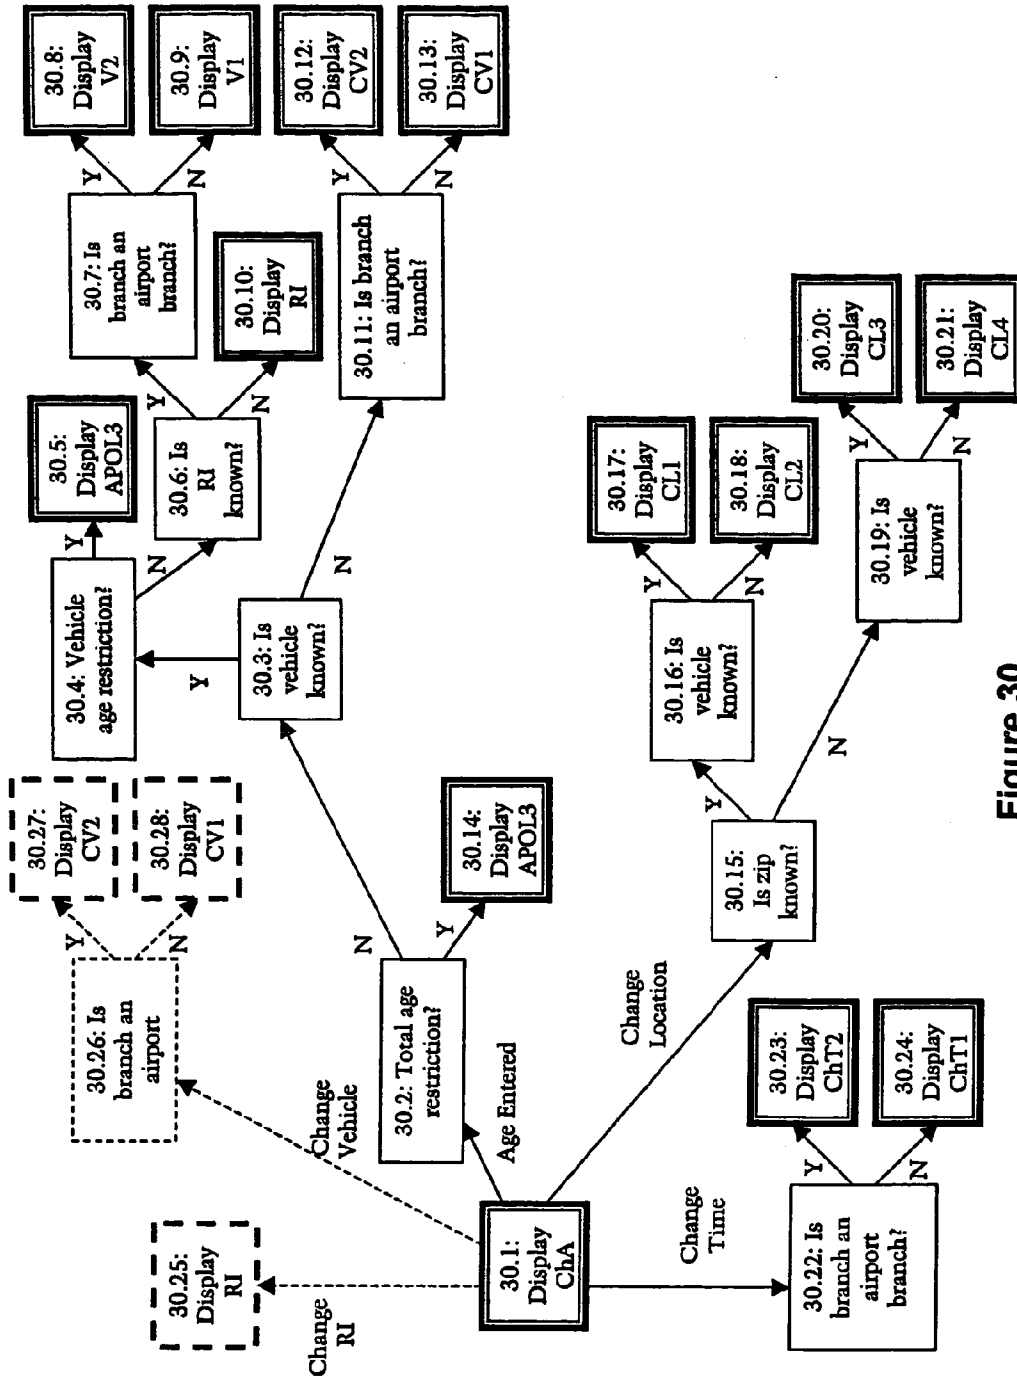 30.1:
Display
ChA
Change
RI
30.25:
Display
RI
Change
Vehicle
30.26: Is
branch an
airport
Y
30.27:
Display
CV2
N
30.28:
Display
CV1
Age Entered
30.2: Total age
restriction?
Y
30.14:
Display
APOL3
N
30.3: Is
vehicle
known?
Y
30.4: Vehicle
age restriction?
Y
30.5:
Display
APOL3
N
30.6: Is
RI
known?
Y
30.7: Is
branch an
airport
branch?
Y
30.8:
Display
V2
N
30.9:
Display
V1
N
30.10:
Display
RI
N
30.11: Is branch
an airport
branch?
Y
30.12:
Display
CV2
N
30.13:
Display
CV1
Change
Location
30.15:
Is zip
known?
Y
30.16: Is
vehicle
known?
Y
30.17:
Display
CL1
N
30.18:
Display
CL2
N
30.19: Is
vehicle
known?
Y
30.20:
Display
CL3
N
30.21:
Display
CL4
Change
Time
30.22: Is
branch an
airport
branch?
Y
30.23:
Display
ChT2
N
30.24:
Display
ChT1
Figure 30